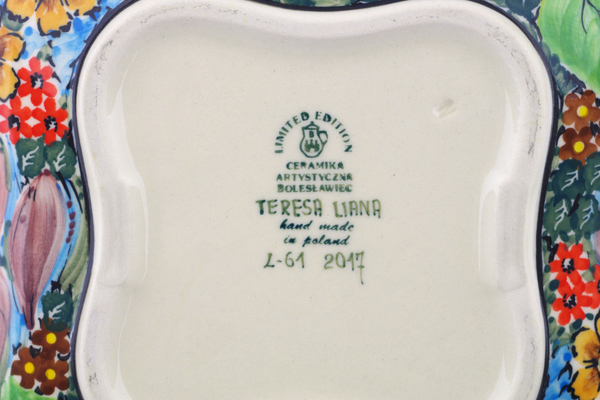 LIMITED EDITION
CERAMIKA
ARTYSTYCZNA
BOLESŁAWIEC
TERESA LIANA
hand made
in poland
L-61 2017